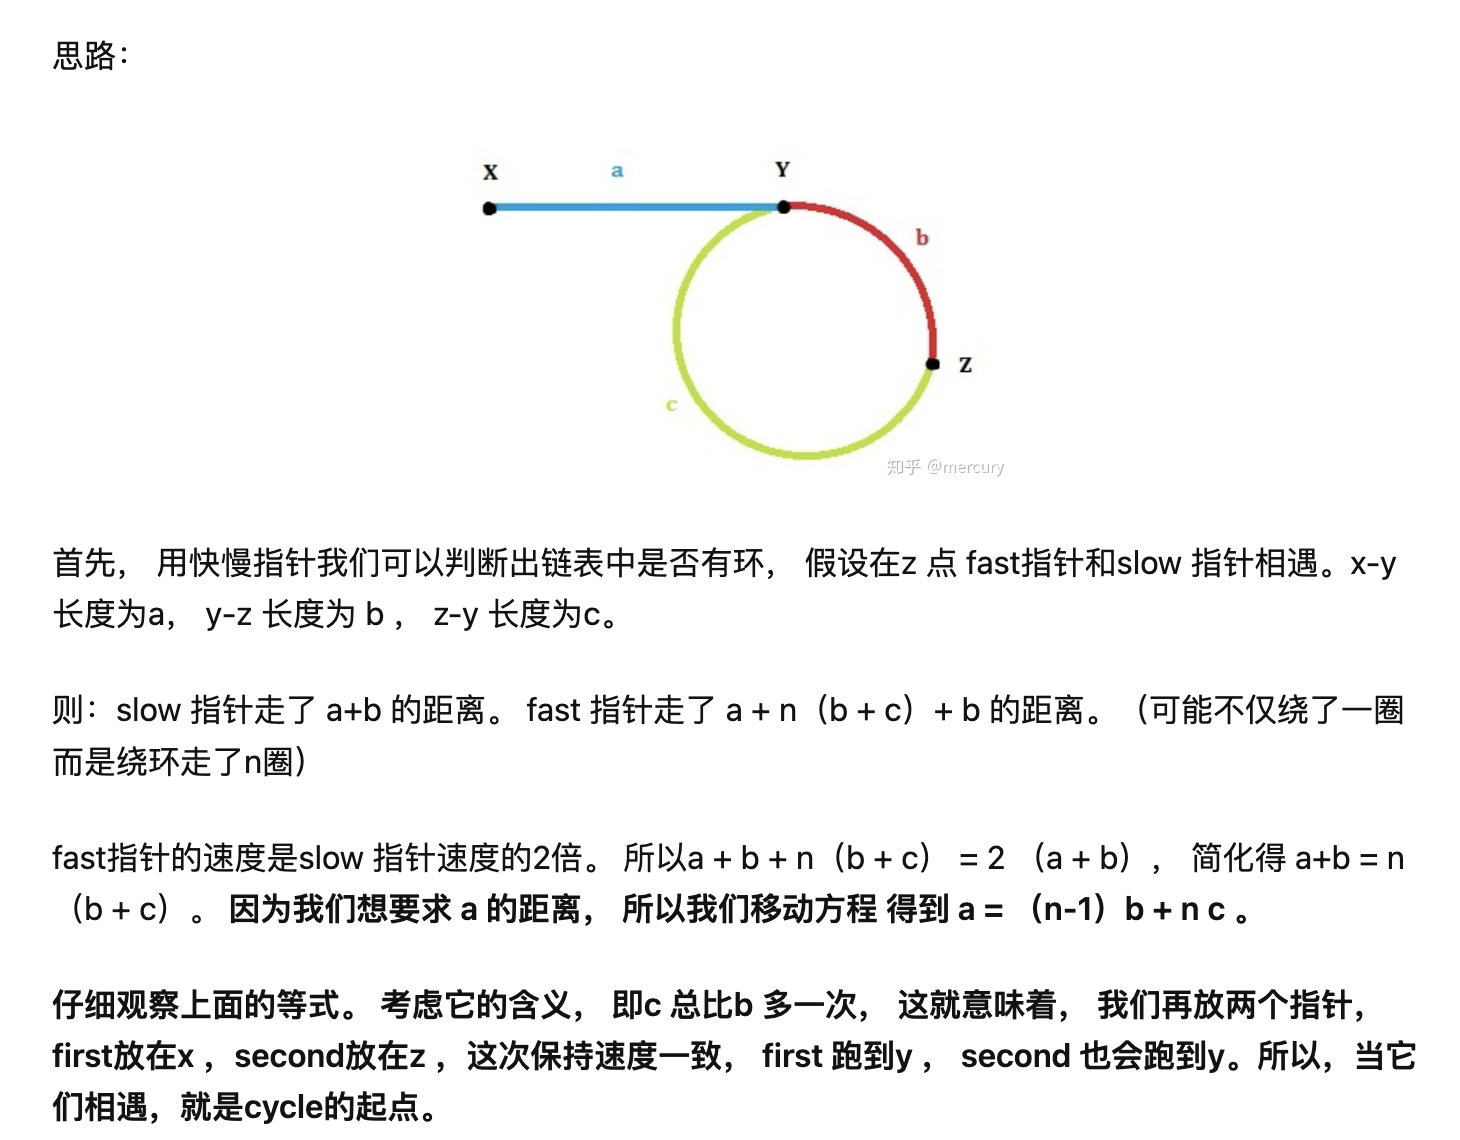 思路：
X a Y
b
Z
c
知乎 @mercury
首先， 用快慢指针我们可以判断出链表中是否有环， 假设在z 点 fast指针和slow 指针相遇。x-y
长度为a， y-z 长度为 b ， z-y 长度为c。
则：slow 指针走了 a+b 的距离。 fast 指针走了 a + n（b + c）+ b 的距离。（可能不仅绕了一圈
而是绕环走了n圈）
fast指针的速度是slow 指针速度的2倍。 所以a + b + n（b + c） = 2 （a + b）， 简化得 a+b = n
（b + c）。 因为我们想要求 a 的距离， 所以我们移动方程 得到 a = （n-1）b + n c 。
仔细观察上面的等式。 考虑它的含义， 即c 总比b 多一次， 这就意味着， 我们再放两个指针，
first放在x ，second放在z ，这次保持速度一致， first 跑到y ， second 也会跑到y。所以，当它
们相遇，就是cycle的起点。